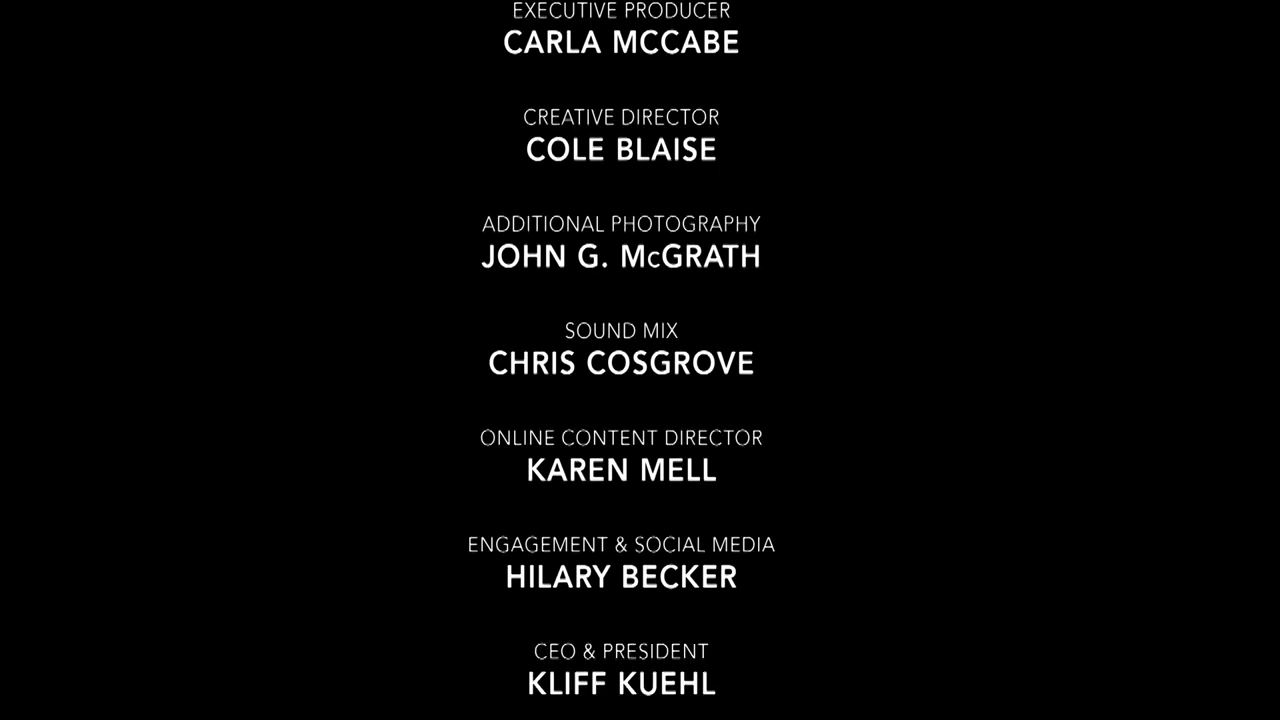 EXECUTIVE PRODUCER
CARLA MCCABE
CREATIVE DIRECTOR
COLE BLAISE
ADDITIONAL PHOTOGRAPHY
JOHN G. McGRATH
SOUND MIX
CHRIS COSGROVE
ONLINE CONTENT DIRECTOR
KAREN MELL
ENGAGEMENT & SOCIAL MEDIA
HILARY BECKER
CEO & PRESIDENT
KLIFF KUEHL